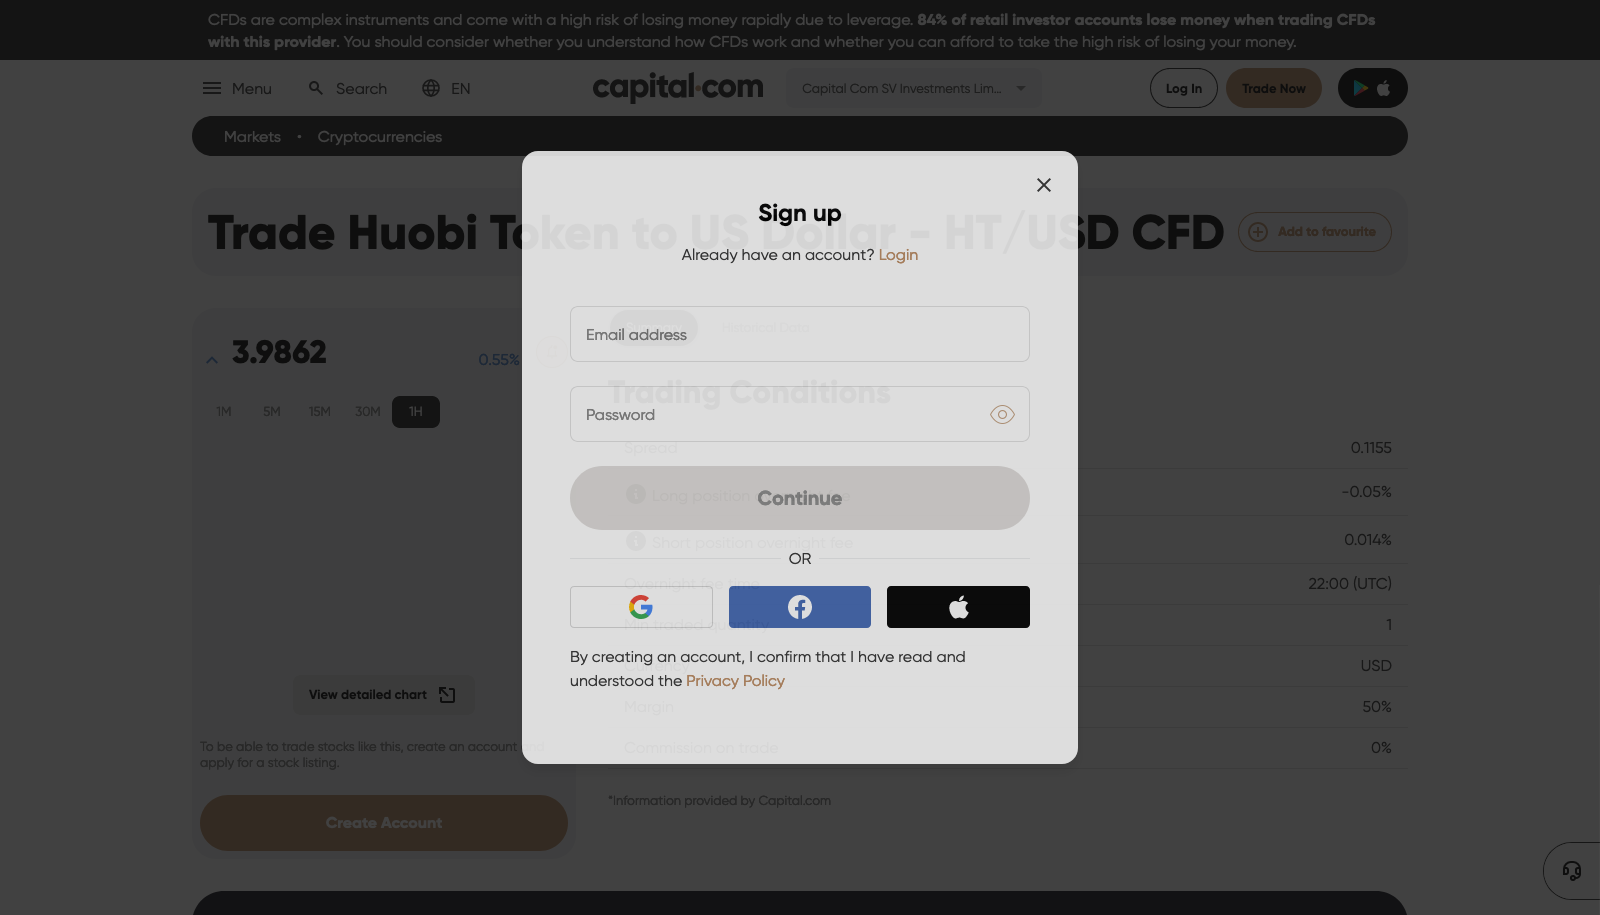 CFDs are complex instruments and come with a high risk of losing money rapidly due to leverage. 84% of retail investor accounts lose money when trading CFDs
with this provider. You should consider whether you understand how CFDs work and whether you can afford to take the high risk of losing your money.
Menu
Search
EN
capital.com
Capital Com SV Investments Lim...
Log In
Trade Now
Markets • Cryptocurrencies
Trade Huobi Token to US Dollar - HT/USD CFD
Add to favourite
Sign up
Already have an account? Login
Email address
Password
Continue
OR
By creating an account, I confirm that I have read and
understood the Privacy Policy
3.9862
0.55%
1M
5M
15M
30M
1H
View detailed chart
To be able to trade stocks like this, create an account and
apply for a stock listing.
Create Account
Trading Conditions
Spread
0.1155
Long position
-0.05%
Short position overnight fee
0.014%
Overnight fee time
22:00 (UTC)
Min traded quantity
1
USD
Margin
50%
Commission on trade
0%
*Information provided by Capital.com